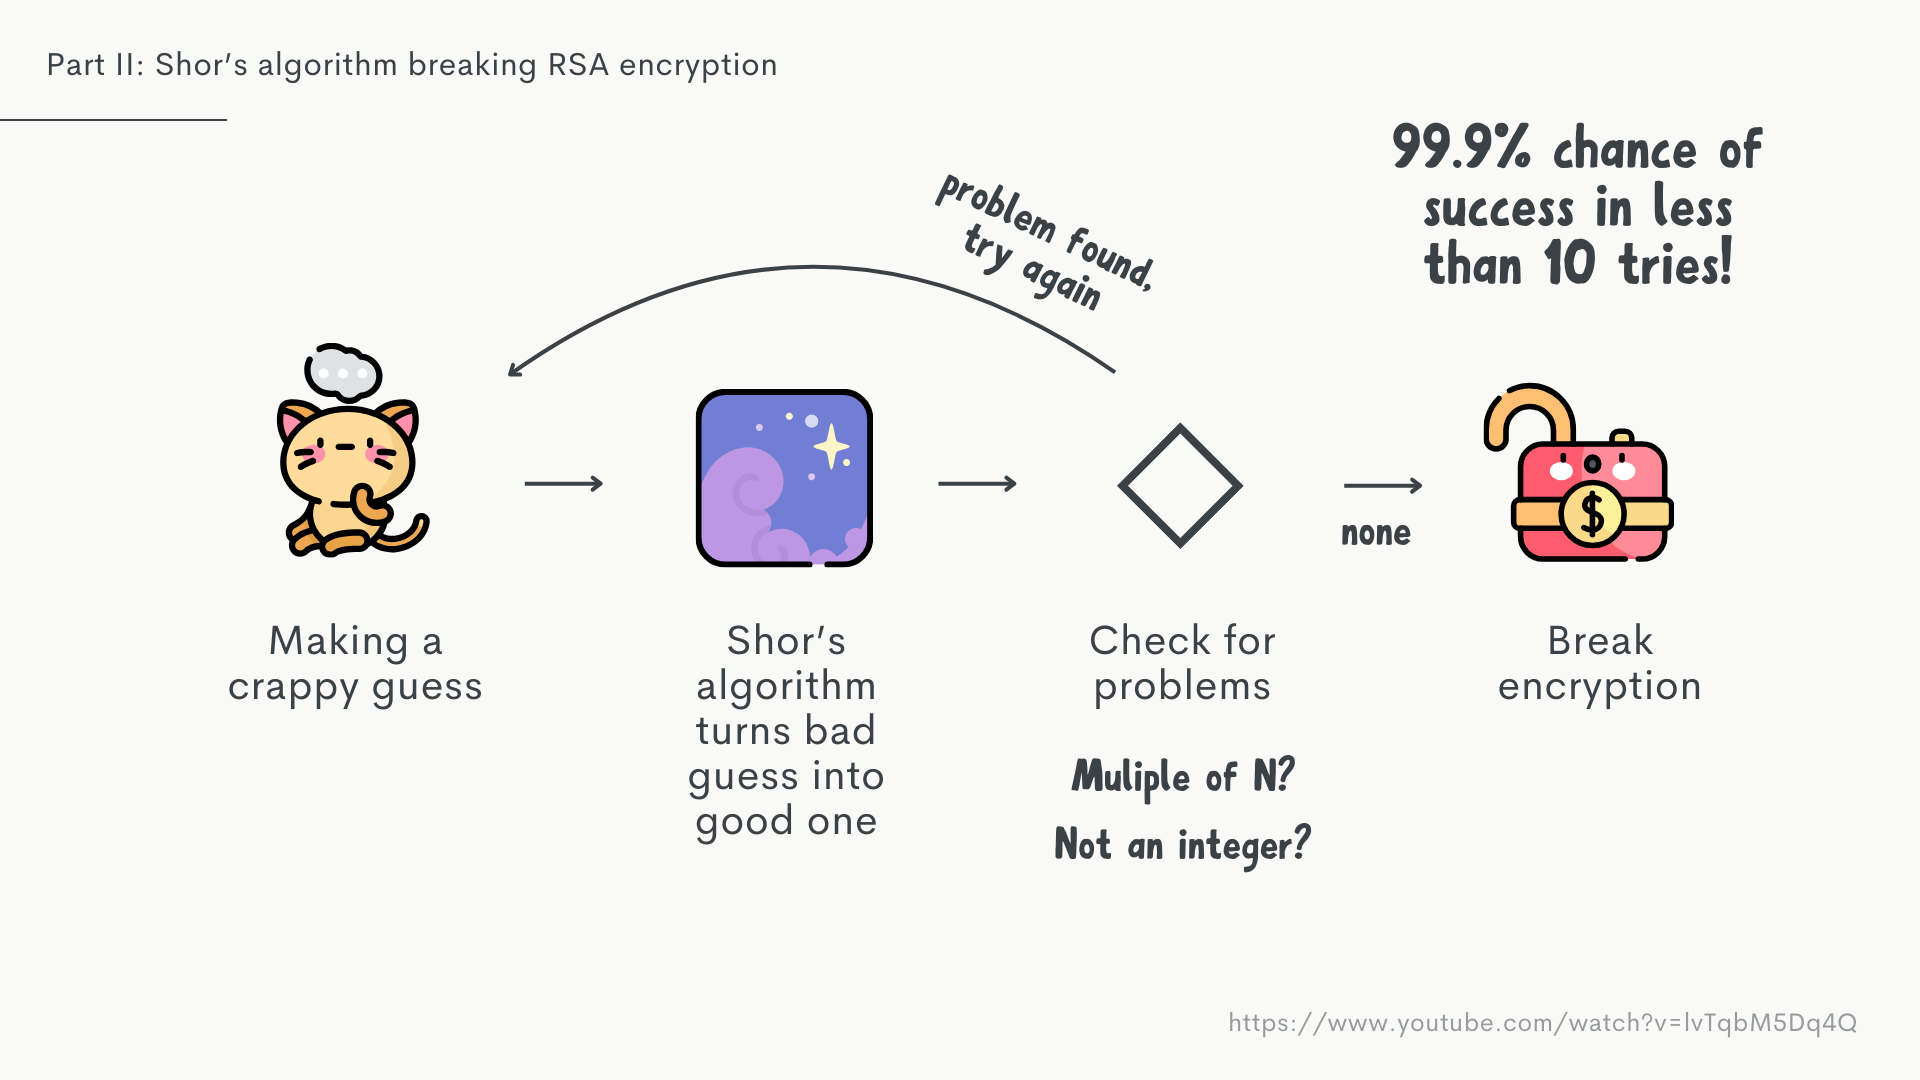 Part II: Shor's algorithm breaking RSA encryption
99.9% chance of
success in less
than 10 tries!
problem found,
try again
none
Making a
crappy guess
Shor's
algorithm
turns bad
guess into
good one
Check for
problems
Muliple of N?
Not an integer?
Break
encryption
$
https://www.youtube.com/watch?v=lvTqbM5Dq4Q